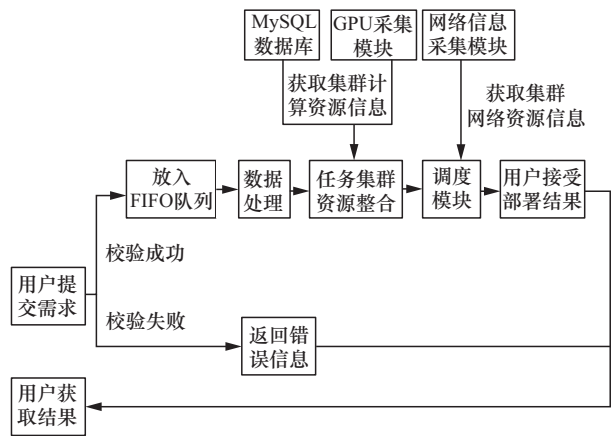 MySQL
数据库
GPU采集
模块
网络信息
采集模块
获取集群计
算资源信息
获取集群
网络资源信息
放入
FIFO队列
数据
处理
任务集群
资源整合
调度
模块
用户接受
部署结果
校验成功
用户提
交需求
校验失败
返回错
误信息
用户获
取结果